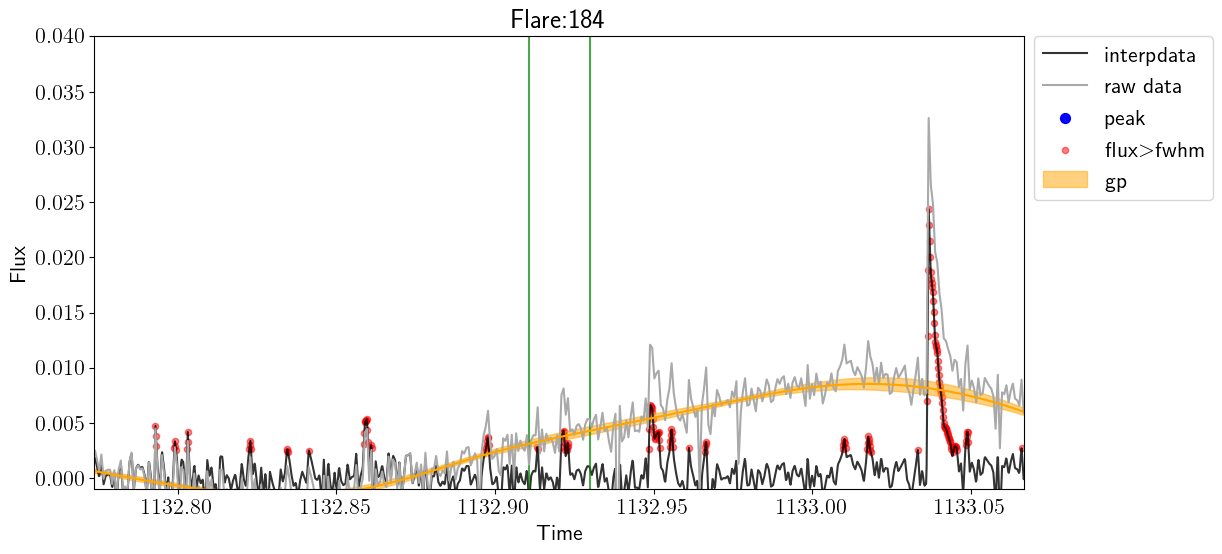 Flare:184
0.040
0.035
0.030
0.025
0.020
0.015
0.010
0.005
0.000
Flux
1132.80 1132.85 1132.90 1132.95 1133.00 1133.05
Time
interpdata
raw data
peak
flux>fwhm
gp